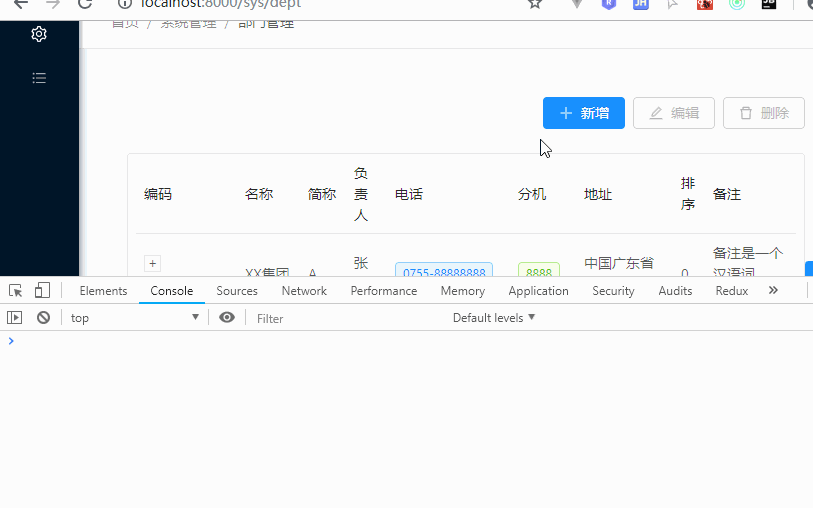 localhost:8000/sys/dept
首页 / 系统管理 / 部门管理
新增 编辑 删除
编码 名称 简称 负责人 电话 分机 地址 排序 备注
XX集团 A 张 0755-88888888 8888 中国广东省 0 备注是一个汉语词
Elements Console Sources Network Performance Memory Application Security Audits Redux »
top Filter Default levels